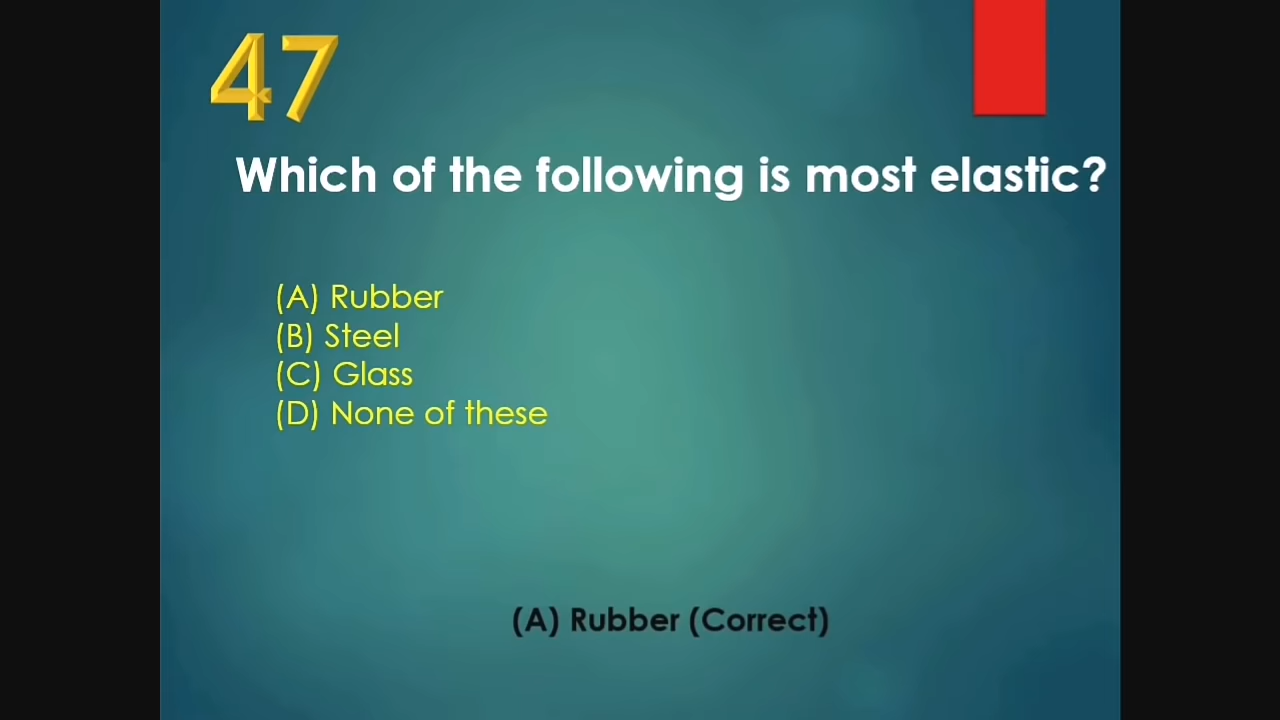 47
Which of the following is most elastic?
(A) Rubber
(B) Steel
(C) Glass
(D) None of these
(A) Rubber (Correct)